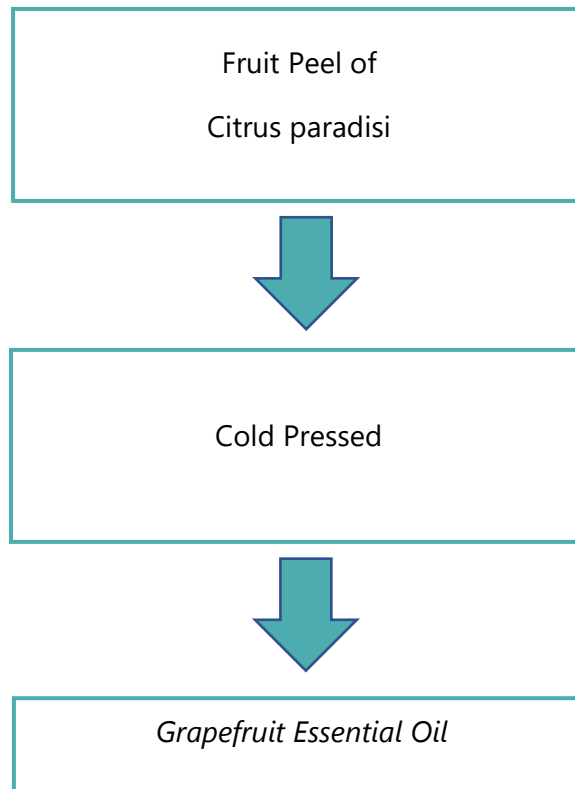 Fruit Peel of
Citrus paradisi
Cold Pressed
Grapefruit Essential Oil